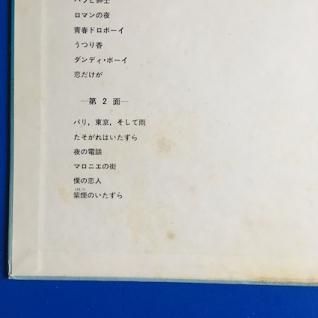 ロマンの夜
青春ドロボーイ
うつり香
ダンディ・ボーイ
恋だけが
―第 2 面―
パリ，東京，そして雨
たそがれはいたずら
夜の電話
マロニエの街
僕の恋人
紫煙のいたずら